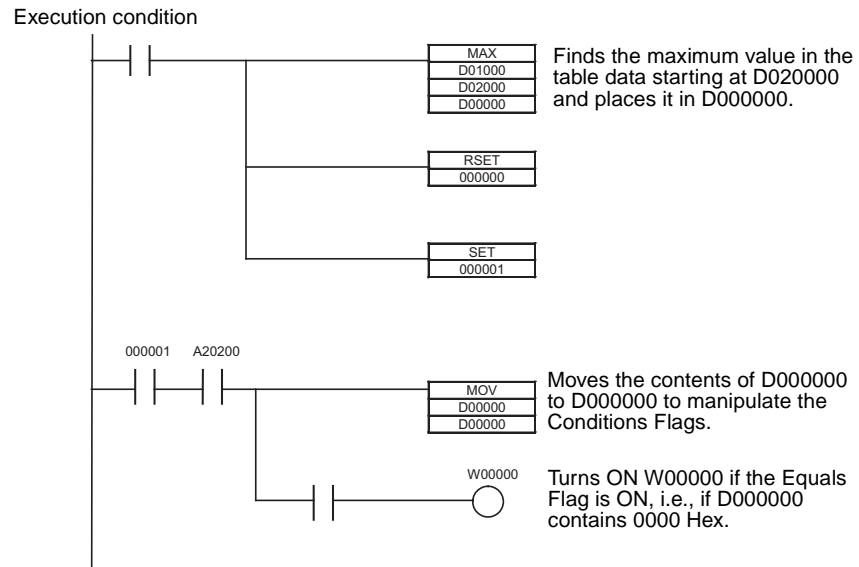 Execution condition
MAX
D01000
D02000
D00000
Finds the maximum value in the
table data starting at D020000
and places it in D000000.
RSET
000000
SET
000001
000001 A20200
MOV
D00000
D00000
Moves the contents of D000000
to D000000 to manipulate the
Conditions Flags.
W00000
Turns ON W00000 if the Equals
Flag is ON, i.e., if D000000
contains 0000 Hex.